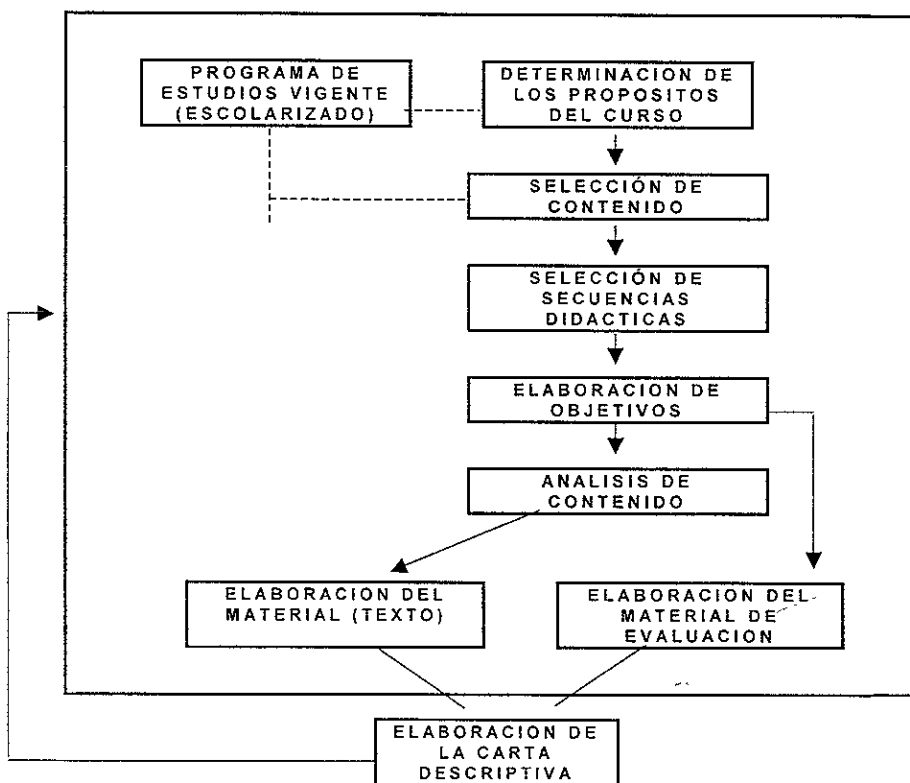 PROGRAMA DE
ESTUDIOS VIGENTE
(ESCOLARIZADO)
DETERMINACION DE
LOS PROPOSITOS
DEL CURSO
SELECCIÓN DE
CONTENIDO
SELECCIÓN DE
SECUENCIAS
DIDACTICAS
ELABORACION DE
OBJETIVOS
ANALISIS DE
CONTENIDO
ELABORACION DEL
MATERIAL (TEXTO)
ELABORACION DEL
MATERIAL DE
EVALUACION
ELABORACION DE
LA CARTA
DESCRIPTIVA